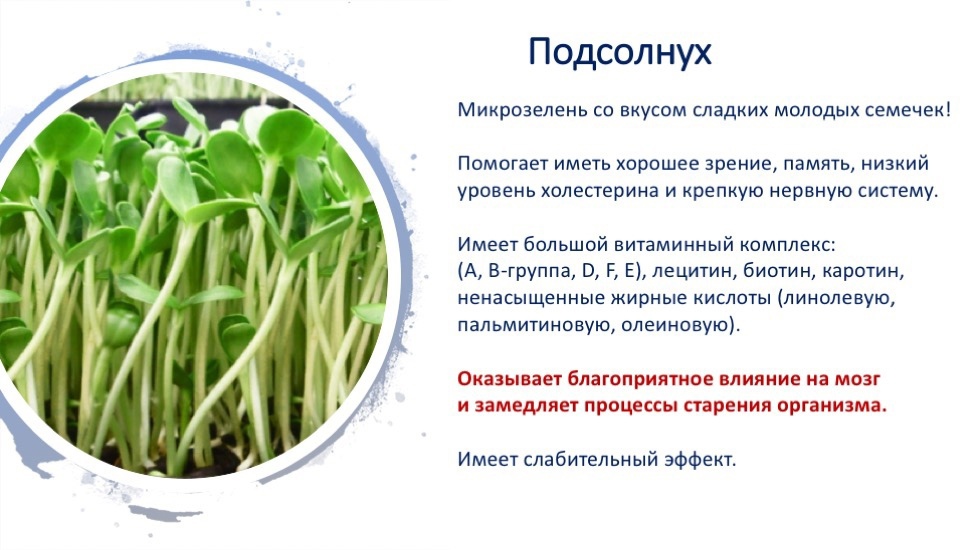 Подсолнух
Микрозелень со вкусом сладких молодых семечек!
Помогает иметь хорошее зрение, память, низкий
уровень холестерина и крепкую нервную систему.
Имеет большой витаминный комплекс:
(А, В-группа, D, F, E), лецитин, биотин, каротин,
ненасыщенные жирные кислоты (линолевую,
пальмитиновую, олеиновую).
Оказывает благоприятное влияние на мозг
и замедляет процессы старения организма.
Имеет слабительный эффект.